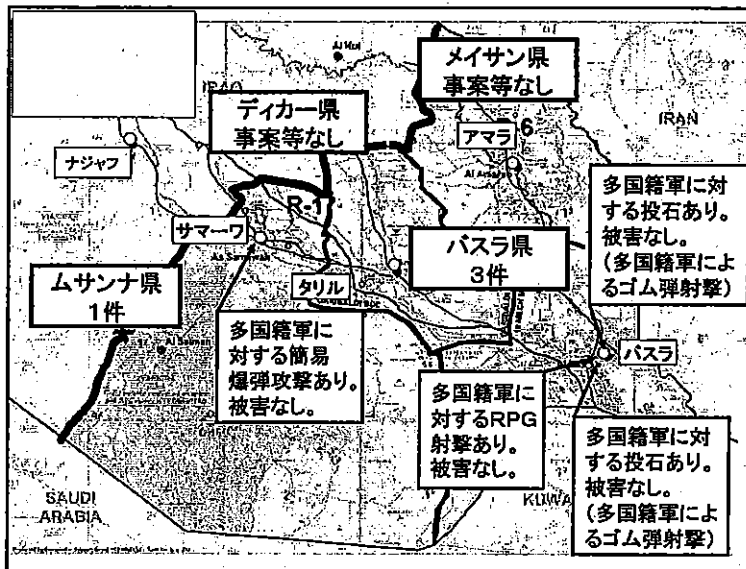 Al Kut
IRAQ
メイサン県
事案等なし
IRAN
ディカー県
事案等なし
アマラ
R-6
ナジャフ
多国籍軍に対
する投石あり。
被害なし。
(多国籍軍によ
るゴム弾射撃)
R-1
サマーワ
As Samawah
バスラ県
3件
ムサンナ県
1件
タリル
Al Salman
多国籍軍に
対する簡易
爆弾攻撃あり。
被害なし。
バスラ
多国籍軍に
対するRPG
射撃あり。
被害なし。
多国籍軍に対
する投石あり。
被害なし。
(多国籍軍によ
るゴム弾射撃)
SAUDI
ARABIA
KUWA